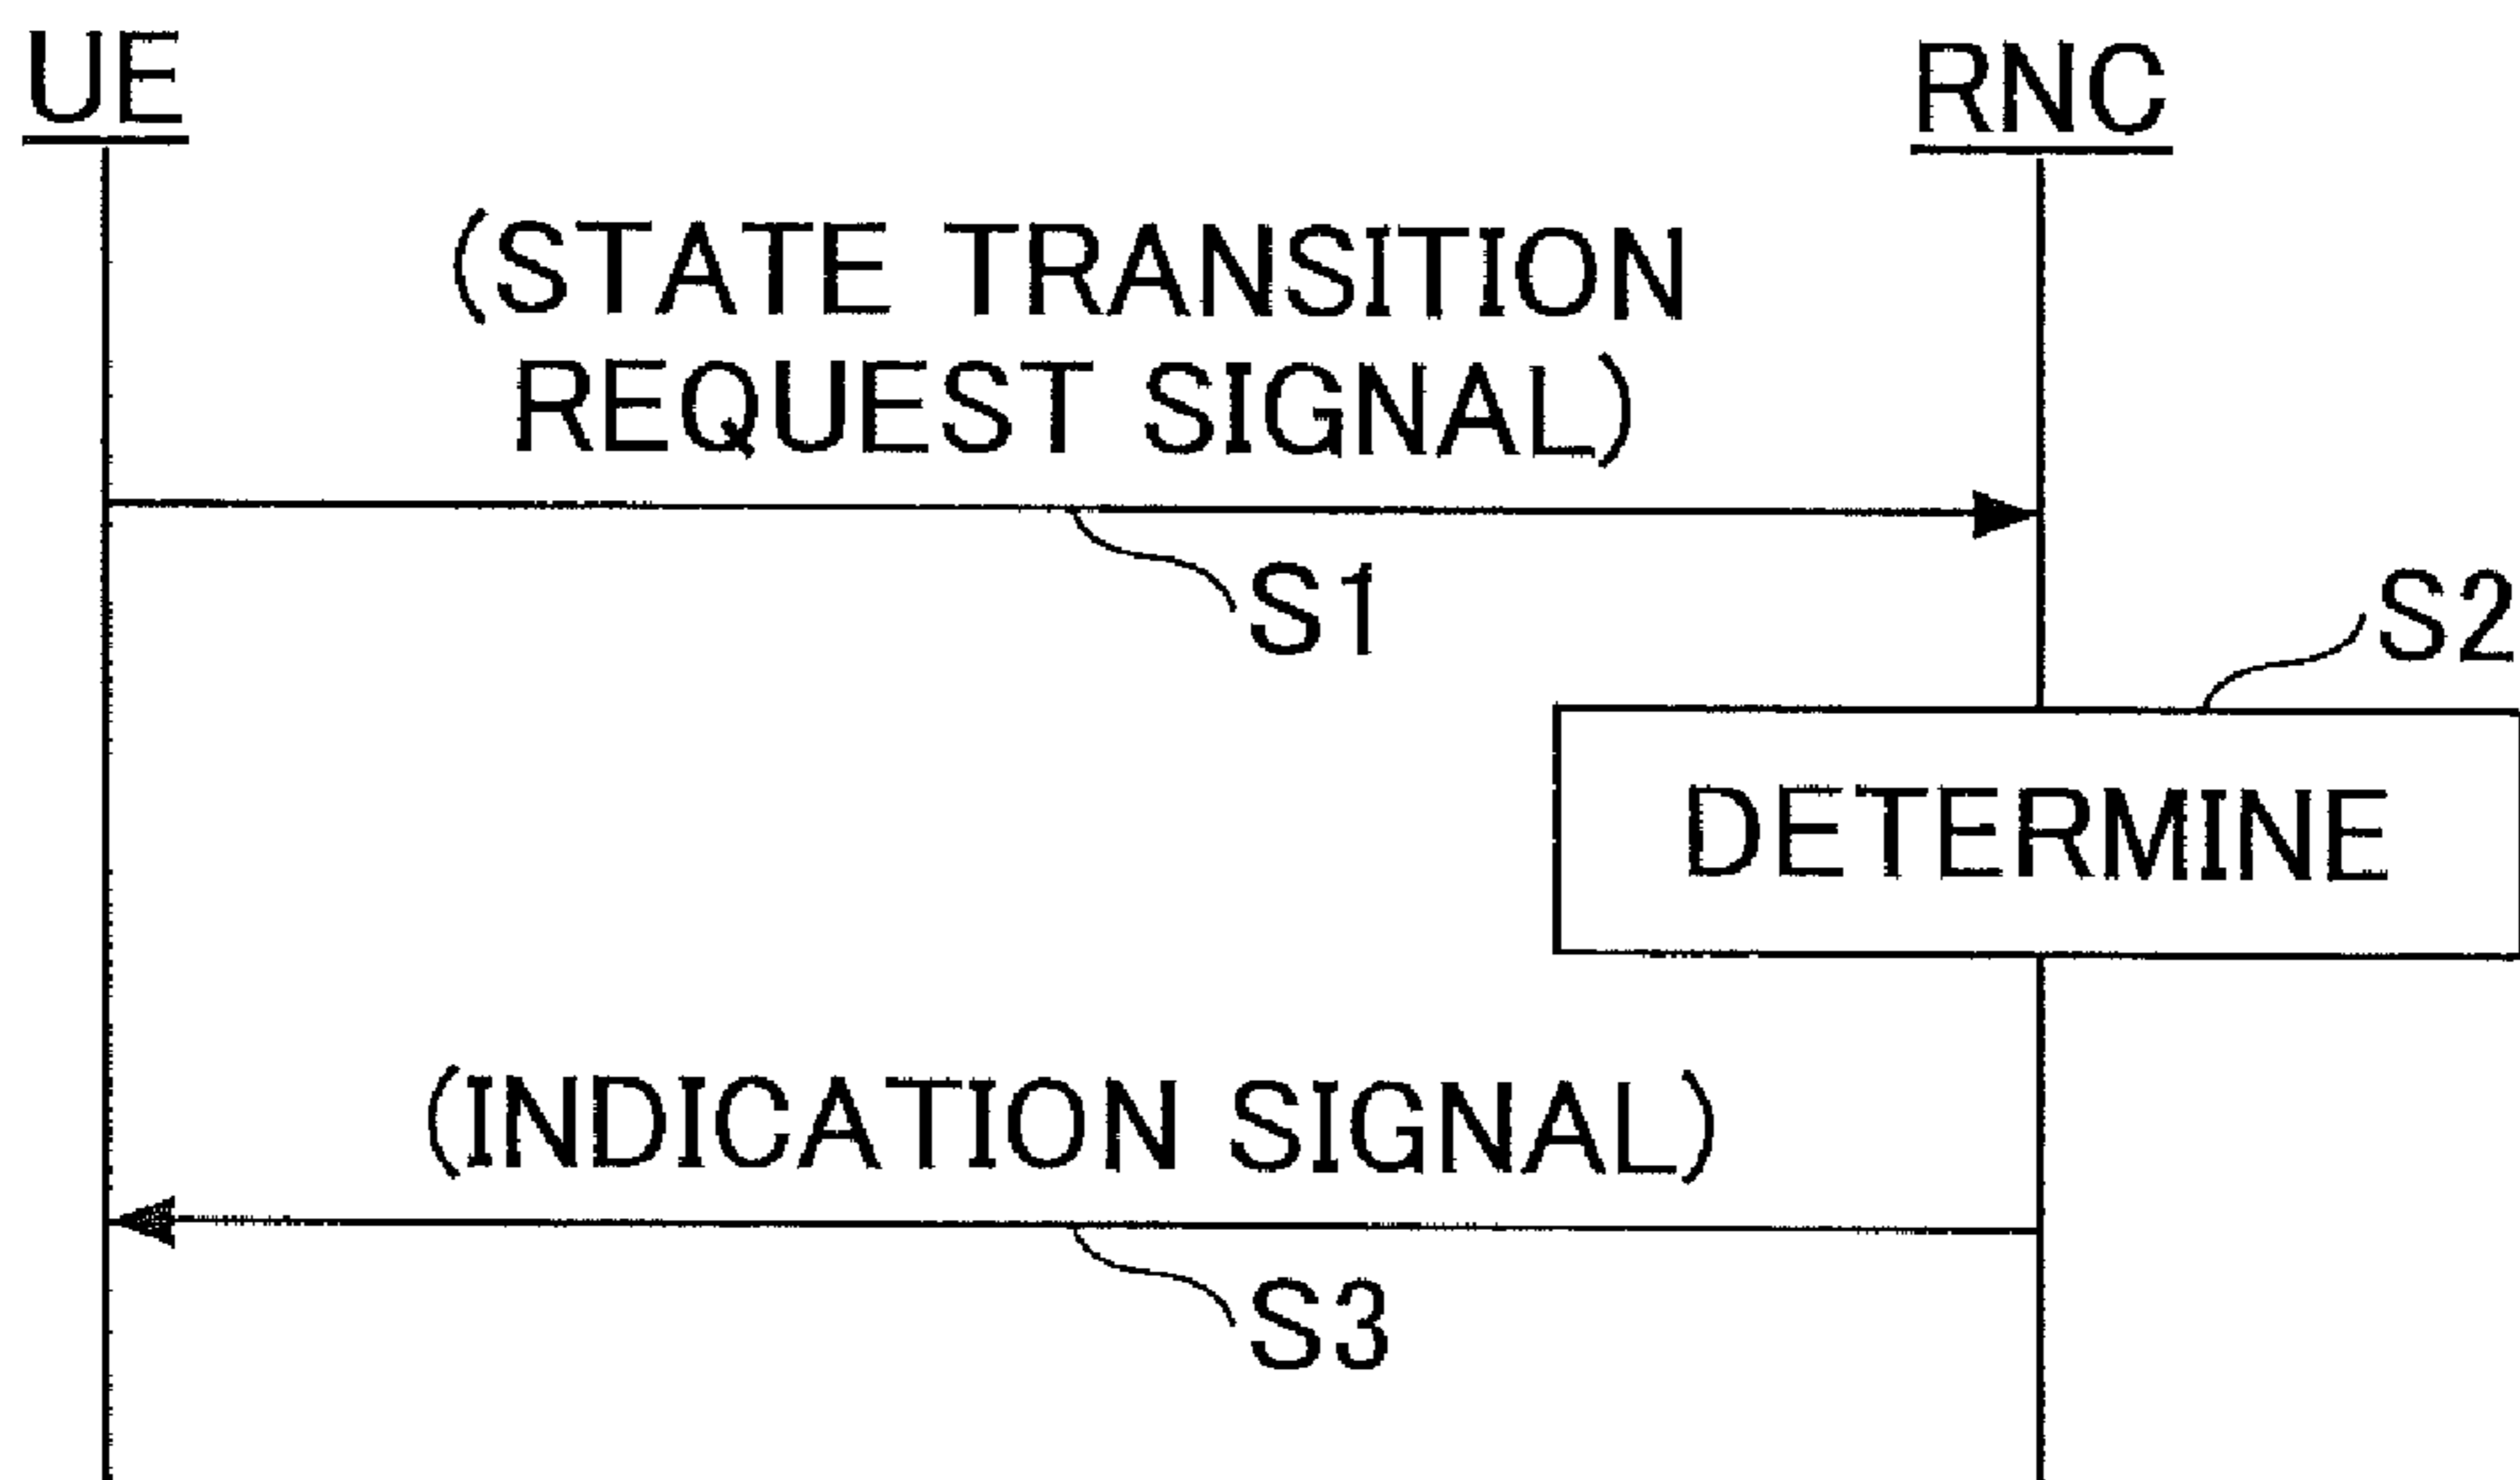 UE
RNC
(STATE TRANSITION
REQUEST SIGNAL)
S1
S2
DETERMINE
(INDICATION SIGNAL)
S3